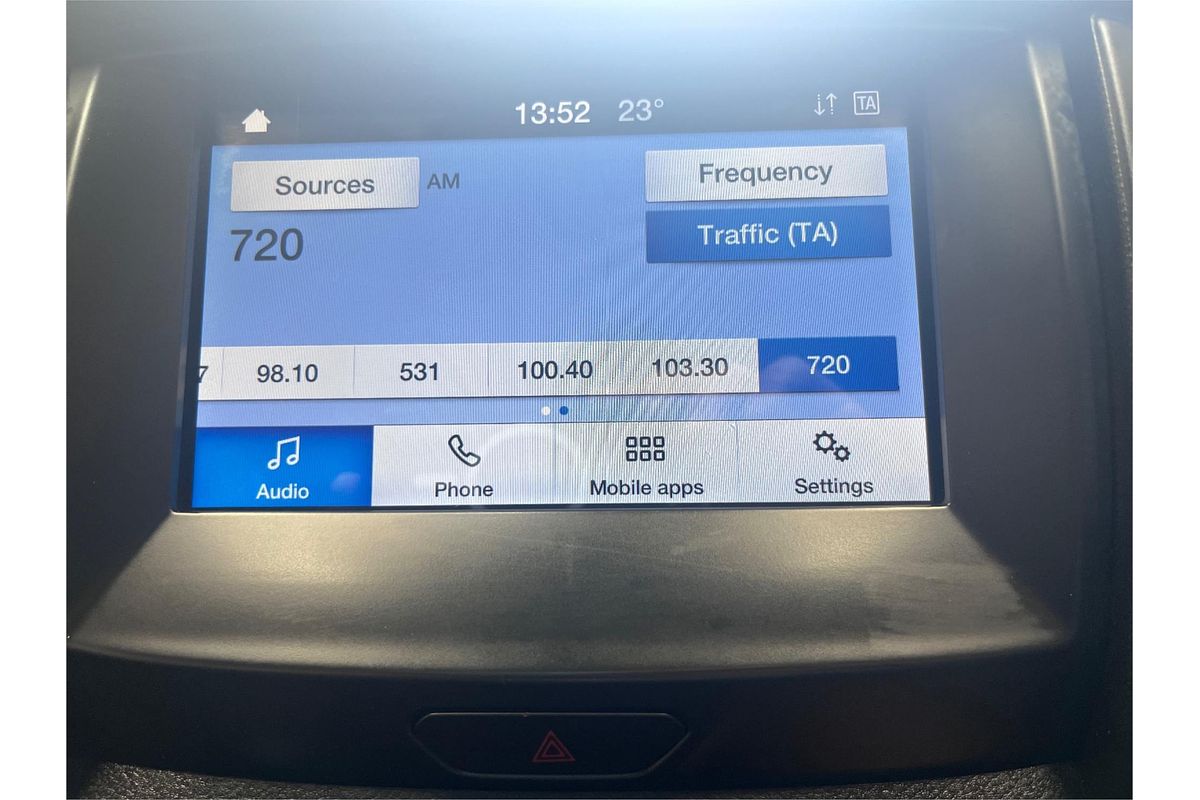 13:52 23° TA
Sources AM Frequency
720 Traffic (TA)
7 98.10 531 100.40 103.30 720
Audio Phone Mobile apps Settings